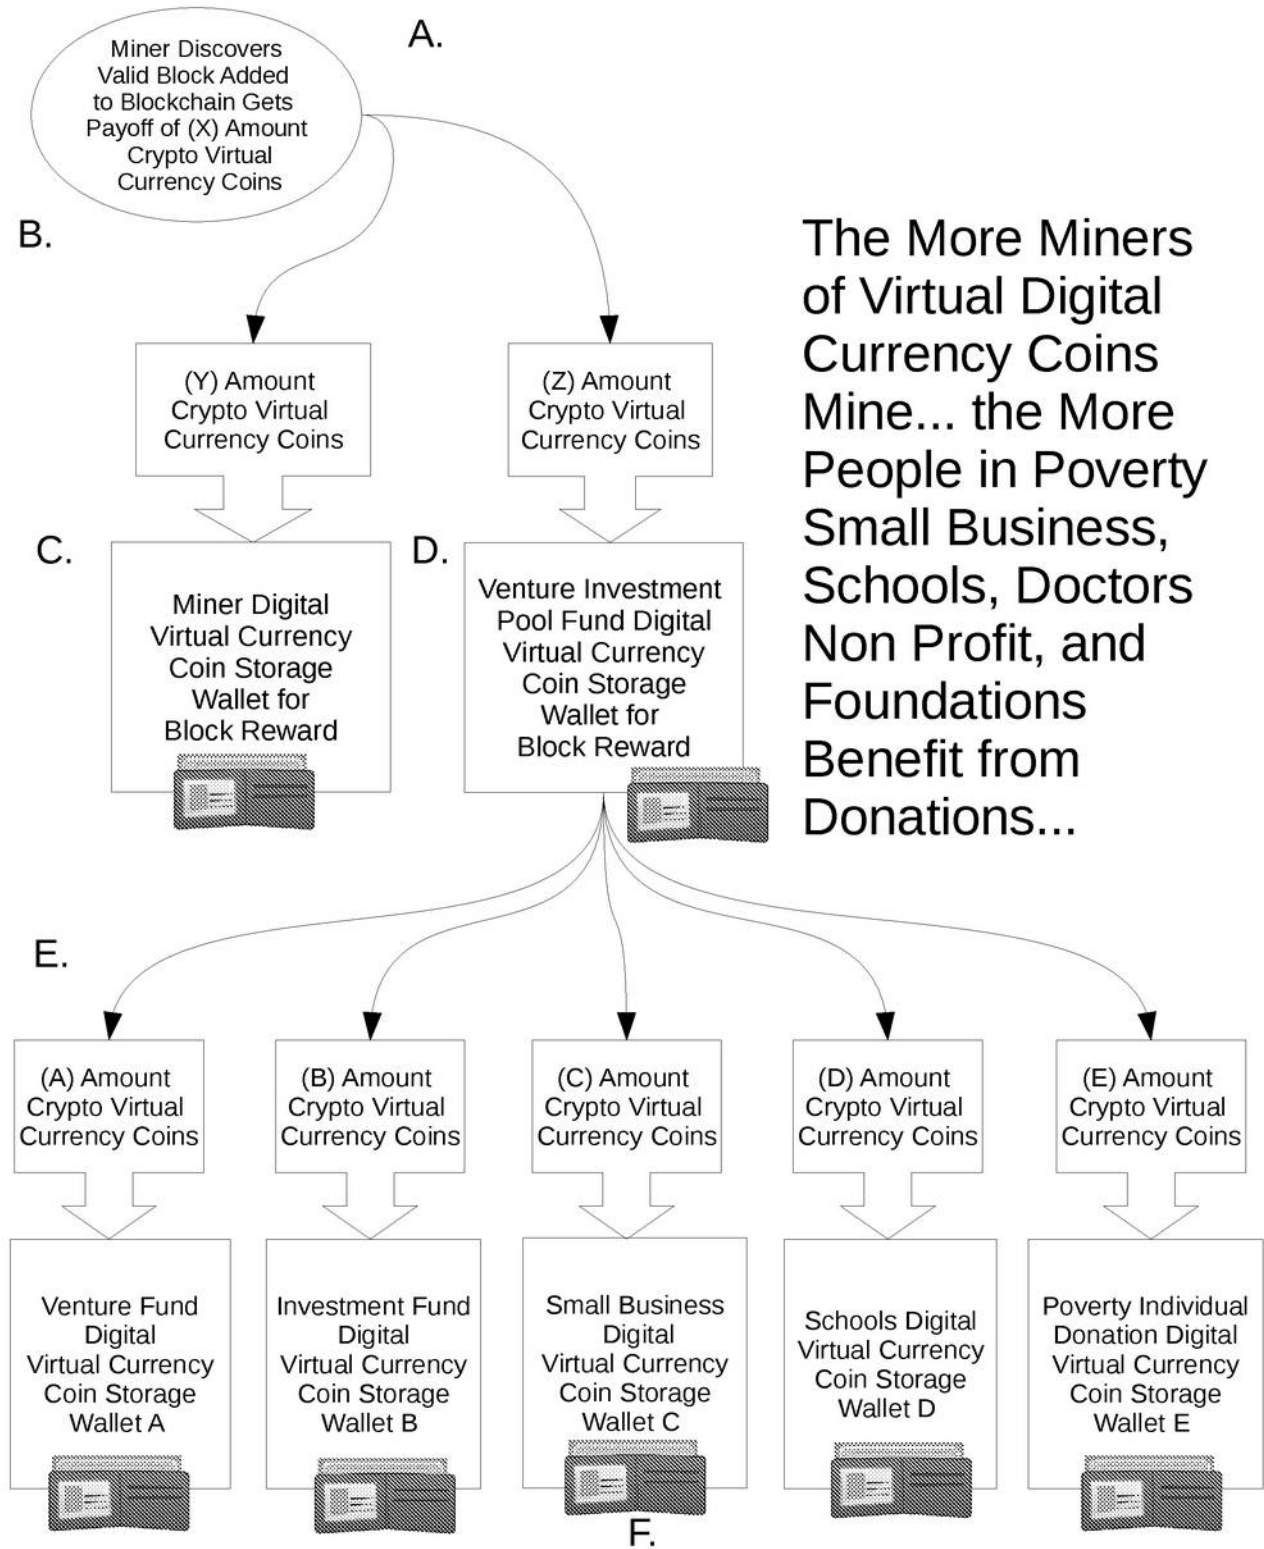 A.
Miner Discovers
Valid Block Added
to Blockchain Gets
Payoff of (X) Amount
Crypto Virtual
Currency Coins
B.
(Y) Amount
Crypto Virtual
Currency Coins
(Z) Amount
Crypto Virtual
Currency Coins
The More Miners
of Virtual Digital
Currency Coins
Mine... the More
People in Poverty
Small Business,
Schools, Doctors
Non Profit, and
Foundations
Benefit from
Donations...
C.
Miner Digital
Virtual Currency
Coin Storage
Wallet for
Block Reward
D.
Venture Investment
Pool Fund Digital
Virtual Currency
Coin Storage
Wallet for
Block Reward
E.
(A) Amount
Crypto Virtual
Currency Coins
(B) Amount
Crypto Virtual
Currency Coins
(C) Amount
Crypto Virtual
Currency Coins
(D) Amount
Crypto Virtual
Currency Coins
(E) Amount
Crypto Virtual
Currency Coins
Venture Fund
Digital
Virtual Currency
Coin Storage
Wallet A
Investment Fund
Digital
Virtual Currency
Coin Storage
Wallet B
Small Business
Digital
Virtual Currency
Coin Storage
Wallet C
Schools Digital
Virtual Currency
Coin Storage
Wallet D
Poverty Individual
Donation Digital
Virtual Currency
Coin Storage
Wallet E
F.